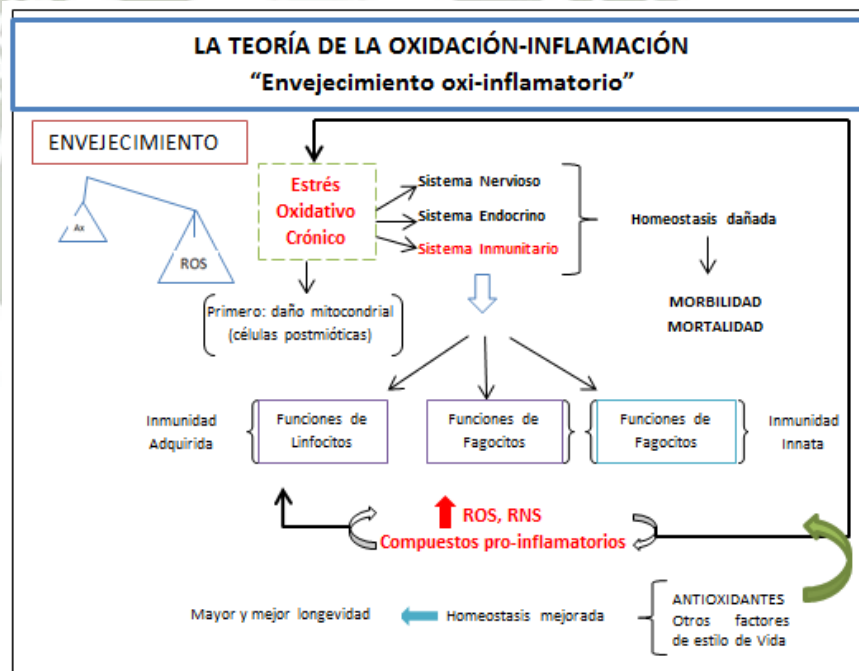 LA TEORÍA DE LA OXIDACIÓN-INFLAMACIÓN
“Envejecimiento oxi-inflamatorio”
ENVEJECIMIENTO
Ax
ROS
Estrés
Oxidativo
Crónico
Sistema Nervioso
Sistema Endocrino
Sistema Inmunitario
Homeostasis dañada
MORBILIDAD
MORTALIDAD
Primero: daño mitocondrial
(células postmióticas)
Inmunidad
Adquirida
Funciones de
Linfocitos
Funciones de
Fagocitos
Funciones de
Fagocitos
Inmunidad
Innata
ROS, RNS
Compuestos pro-inflamatorios
Mayor y mejor longevidad
Homeostasis mejorada
ANTIOXIDANTES
Otros factores
de estilo de Vida